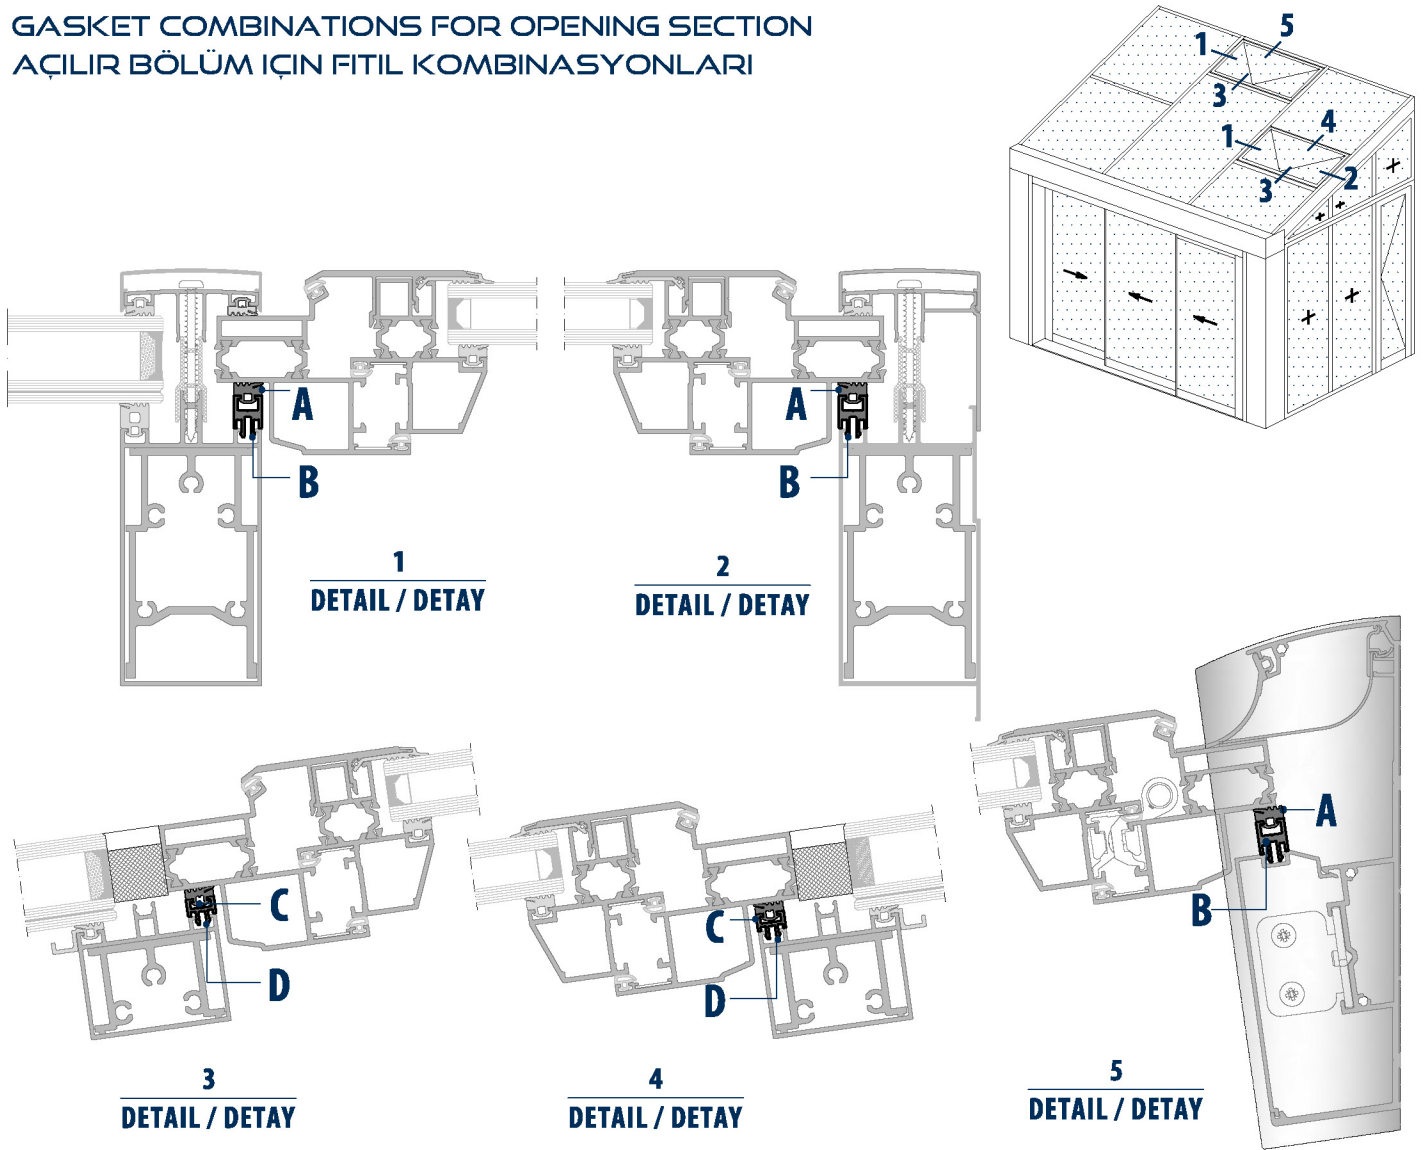 GASKET COMBINATIONS FOR OPENING SECTION
AÇILIR BÖLÜM IÇIN FITIL KOMBINASYONLARI
5
1
3
4
1
2
3
A
B
1
DETAIL / DETAY
A
B
2
DETAIL / DETAY
C
D
3
DETAIL / DETAY
C
D
4
DETAIL / DETAY
A
B
5
DETAIL / DETAY